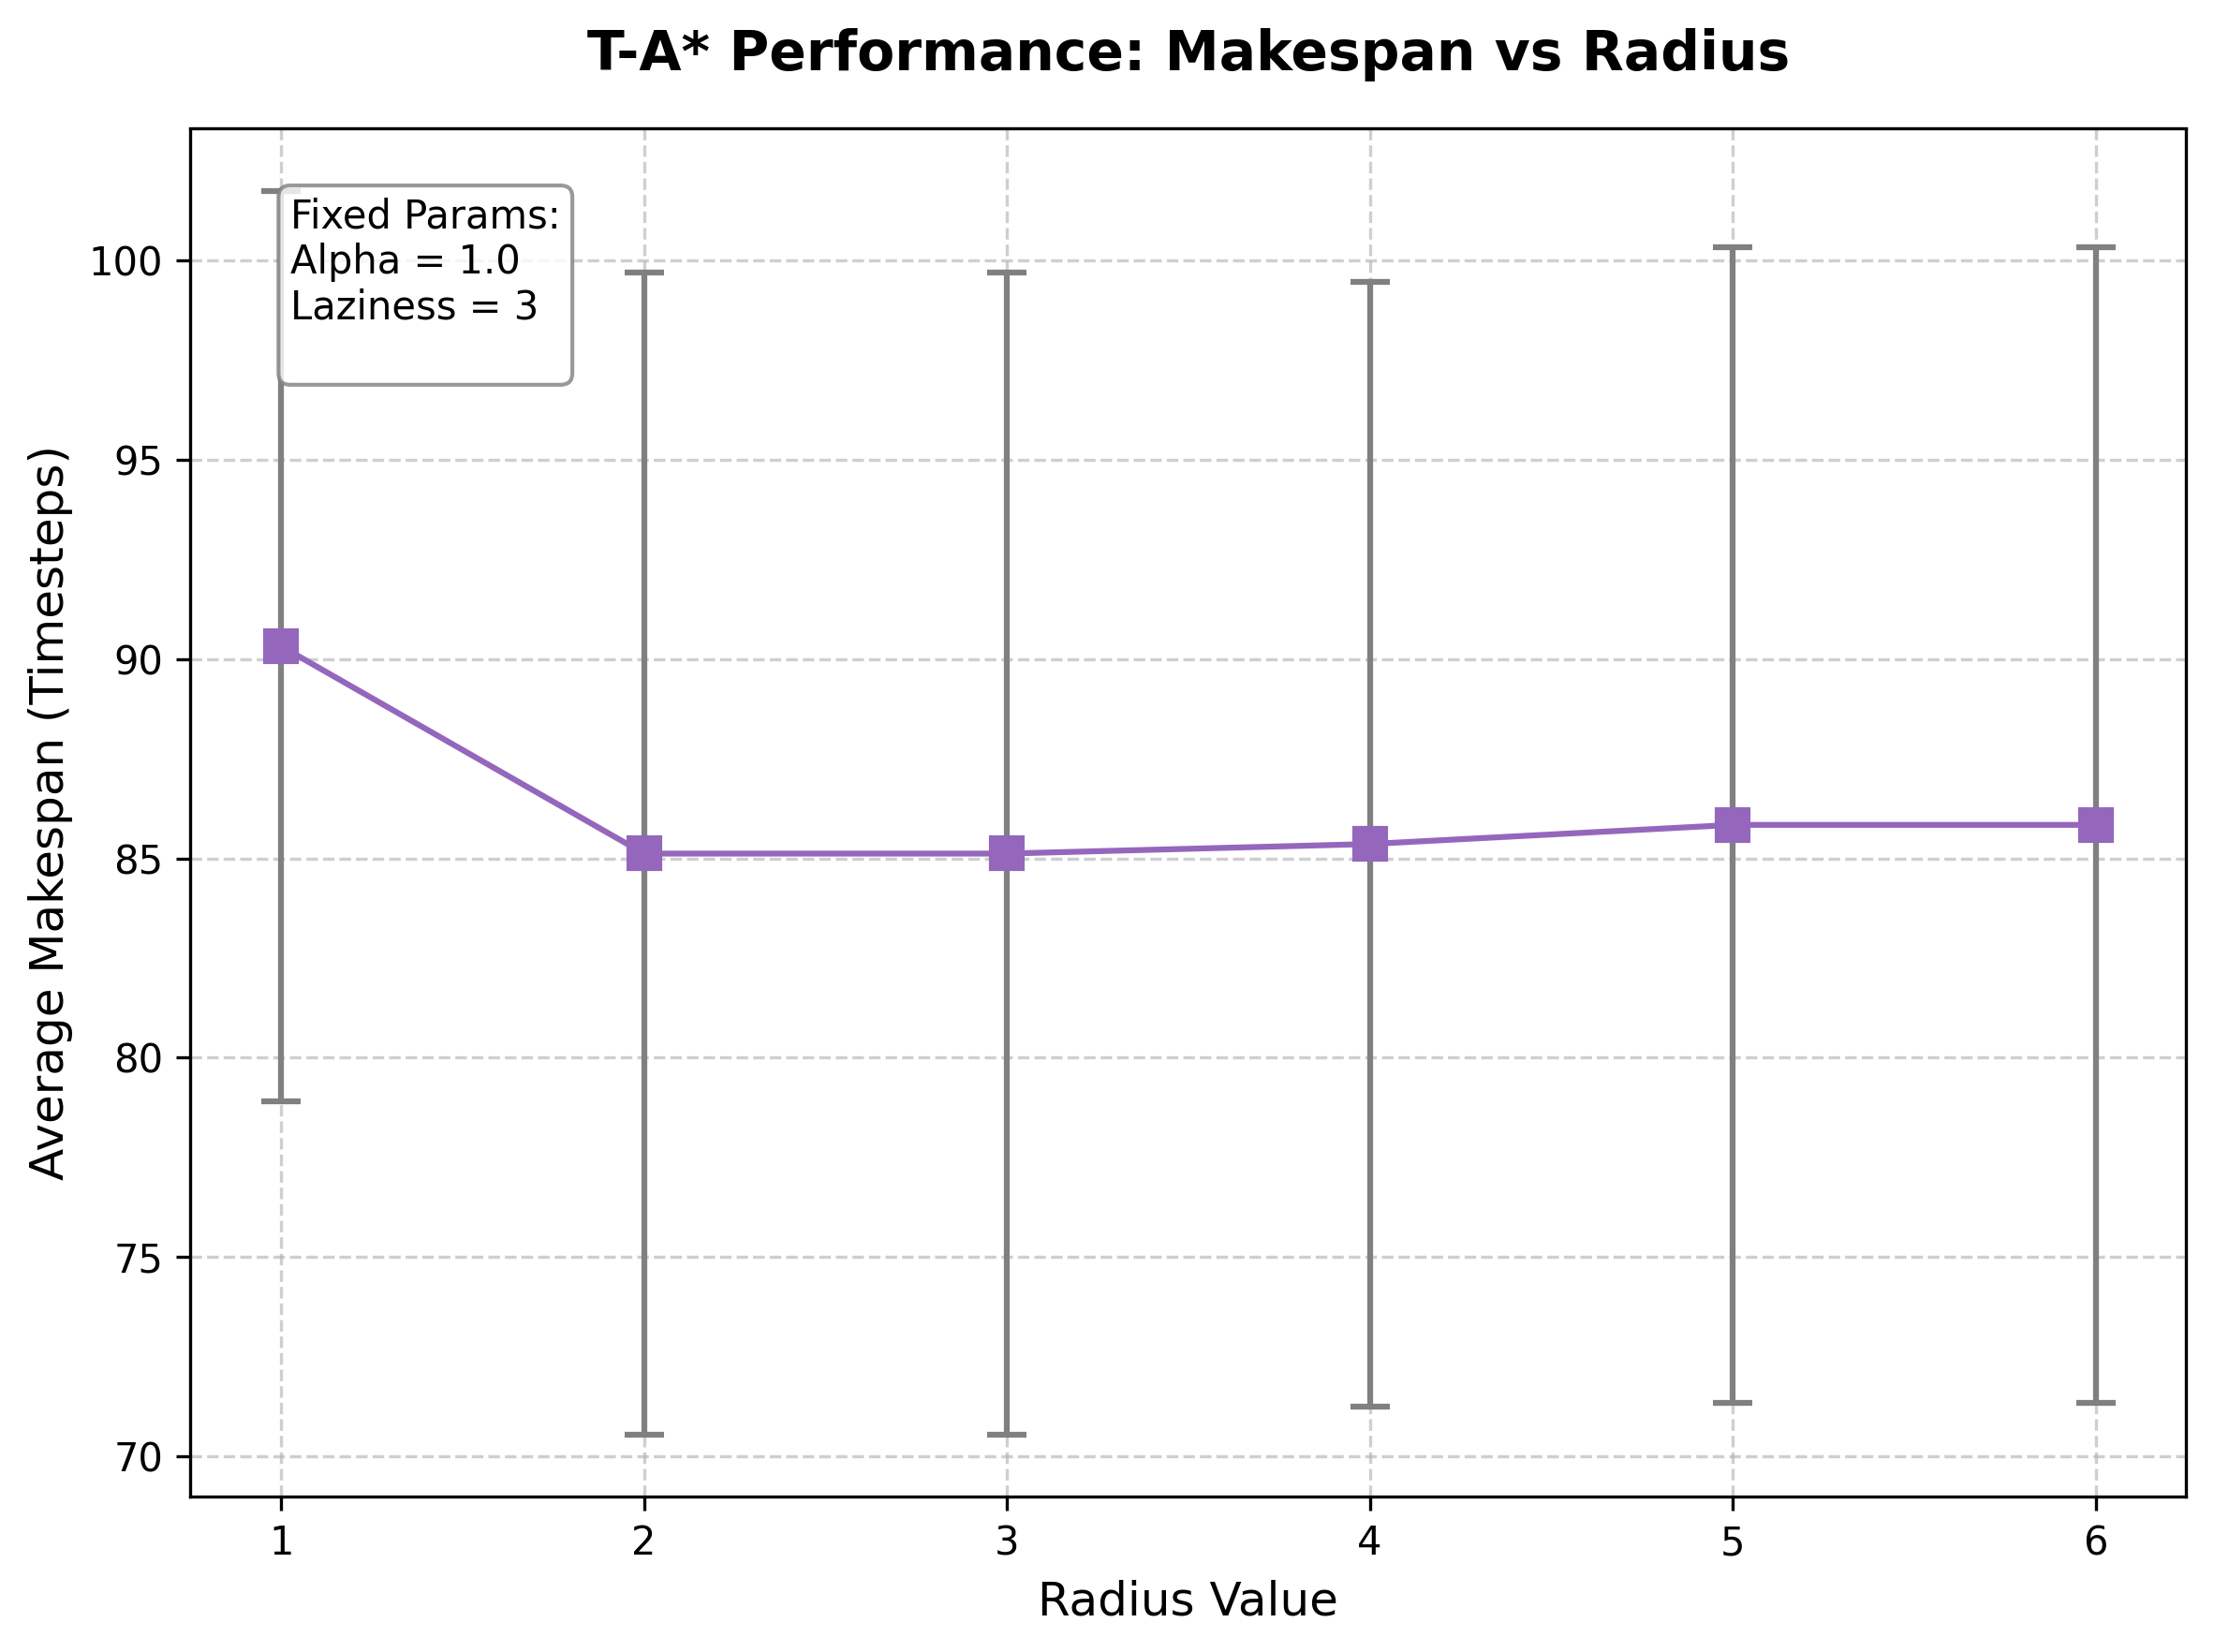 T-A* Performance: Makespan vs Radius
Fixed Params:
Alpha = 1.0
Laziness = 3
Average Makespan (Timesteps)
100
95
90
85
80
75
70
1 2 3 4 5 6
Radius Value